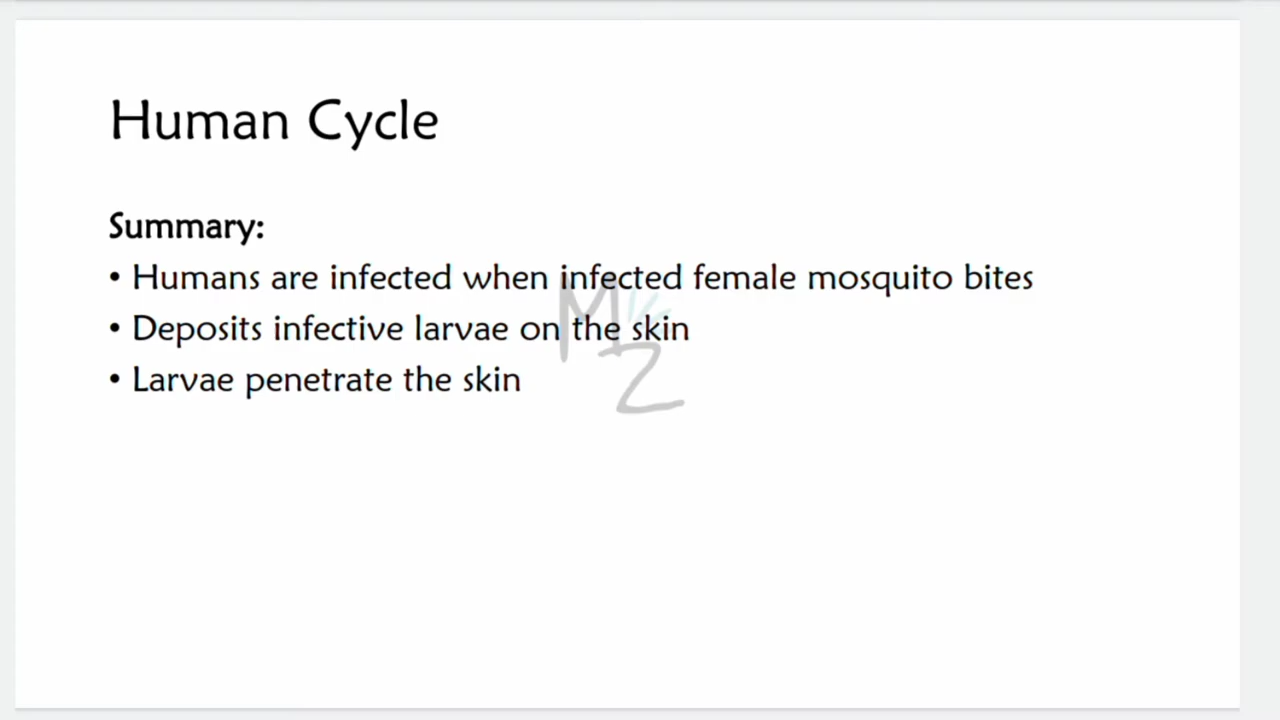 Human Cycle
Summary:
• Humans are infected when infected female mosquito bites
• Deposits infective larvae on the skin
• Larvae penetrate the skin
MZ